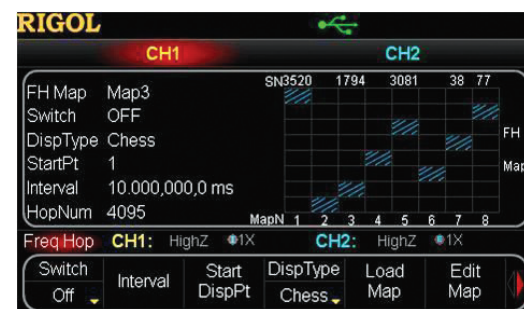 RIGOL
CH1 CH2
SN3520 1794 3081 38 77
FH Map Map3
Switch OFF
DispType Chess
FH
StartPt 1
Map
Interval 10.000,000,0 ms
HopNum 4095
MapN 1 2 3 4 5 6 7 8
Freq Hop CH1: HighZ 1X CH2: HighZ 1X
Switch Interval Start DispPt DispType Load Map Edit Map
Off Chess